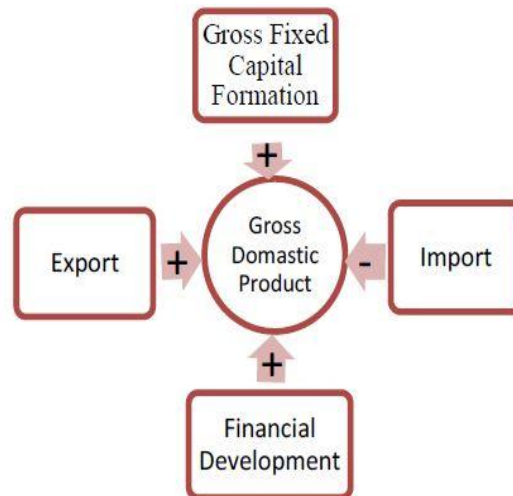 Gross Fixed
Capital
Formation
+
Export
+
Gross
Domastic
Product
-
Import
+
Financial
Development